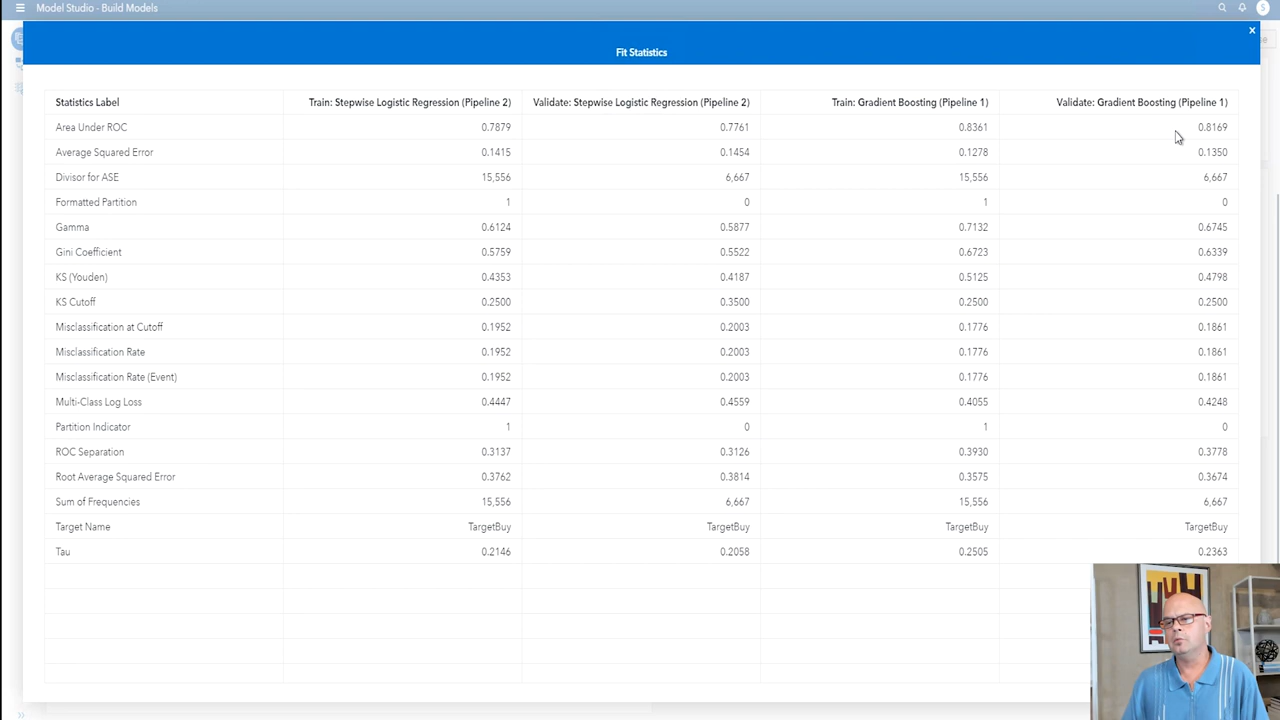 Model Studio - Build Models
S
x
Fit Statistics
Statistics Label Train: Stepwise Logistic Regression (Pipeline 2) Validate: Stepwise Logistic Regression (Pipeline 2) Train: Gradient Boosting (Pipeline 1) Validate: Gradient Boosting (Pipeline 1)
Area Under ROC 0.7879 0.7761 0.8361 0.8169
Average Squared Error 0.1415 0.1454 0.1278 0.1350
Divisor for ASE 15,556 6,667 15,556 6,667
Formatted Partition 1 0 1 0
Gamma 0.6124 0.5877 0.7132 0.6745
Gini Coefficient 0.5759 0.5522 0.6723 0.6339
KS (Youden) 0.4353 0.4187 0.5125 0.4798
KS Cutoff 0.2500 0.3500 0.2500 0.2500
Misclassification at Cutoff 0.1952 0.2003 0.1776 0.1861
Misclassification Rate 0.1952 0.2003 0.1776 0.1861
Misclassification Rate (Event) 0.1952 0.2003 0.1776 0.1861
Multi-Class Log Loss 0.4447 0.4559 0.4055 0.4248
Partition Indicator 1 0 1 0
ROC Separation 0.3137 0.3126 0.3930 0.3778
Root Average Squared Error 0.3762 0.3814 0.3575 0.3674
Sum of Frequencies 15,556 6,667 15,556 6,667
Target Name TargetBuy TargetBuy TargetBuy TargetBuy
Tau 0.2146 0.2058 0.2505 0.2363